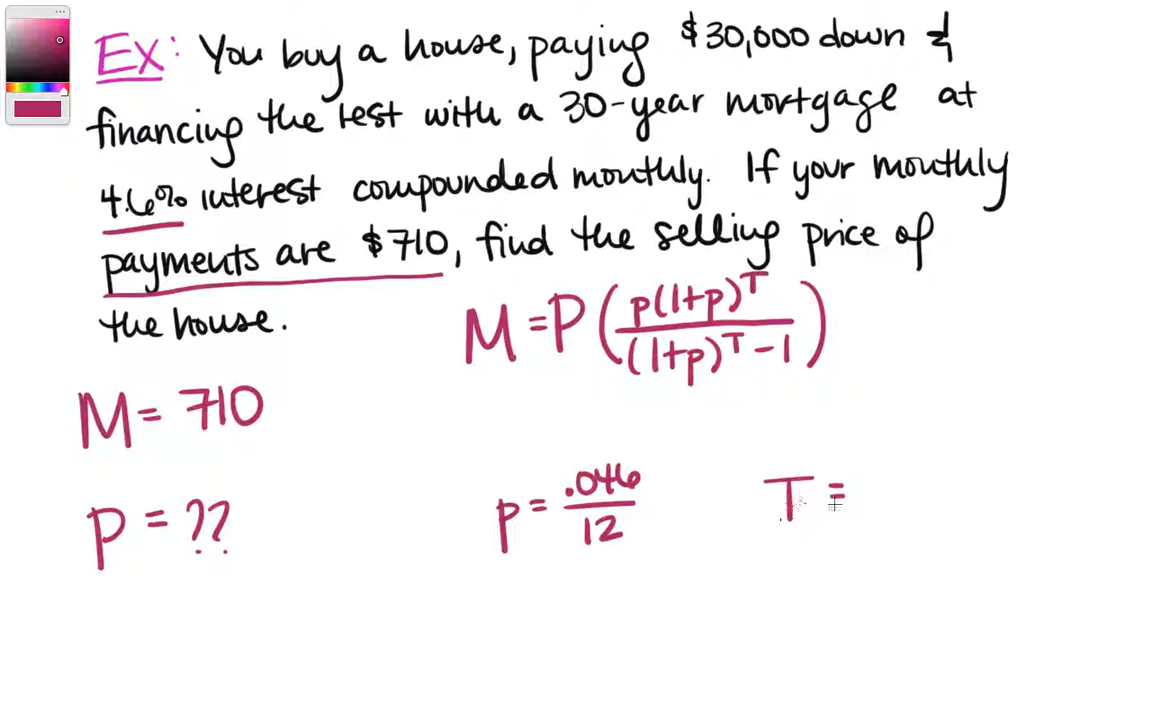 EX: You buy a house, paying $30,000 down &
financing the rest with a 30-year mortgage at
4.6% interest compounded monthly. If your monthly
payments are $710, find the selling price of
the house.
M = P ( p(1+p)^T / (1+p)^T - 1 )
M = 710
P = ??
p = .046 / 12
T =